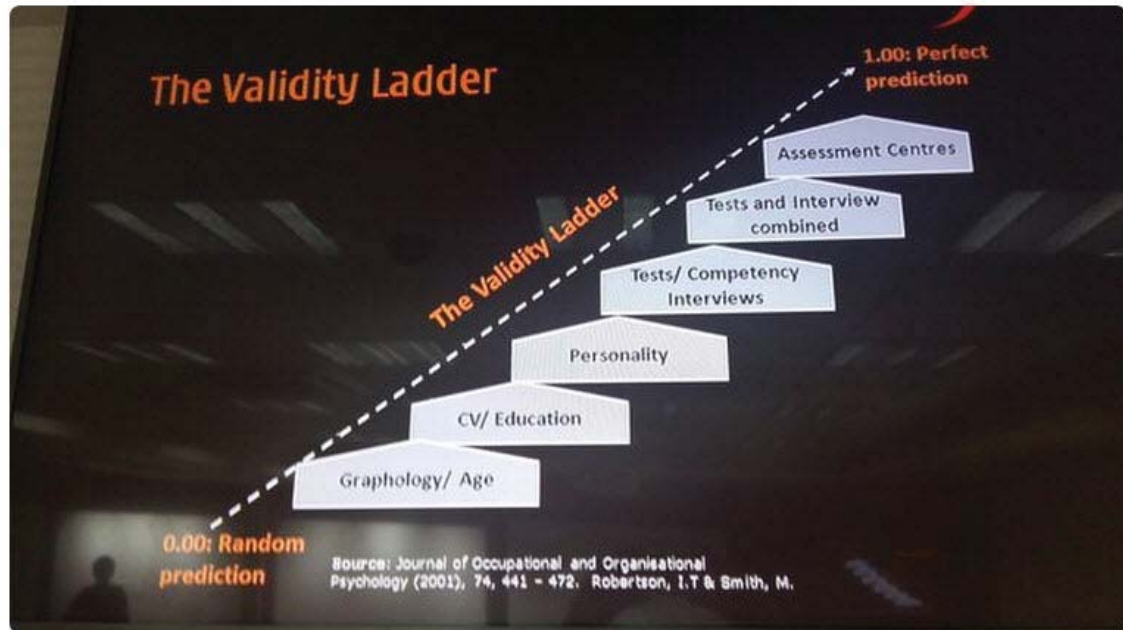 The Validity Ladder
1.00: Perfect
prediction
Assessment Centres
Tests and Interview
combined
The Validity Ladder
Tests/ Competency
Interviews
Personality
CV/ Education
Graphology/ Age
0.00: Random
prediction
Source: Journal of Occupational and Organisational
Psychology (2001), 74, 441 - 472. Robertson, I.T & Smith, M.